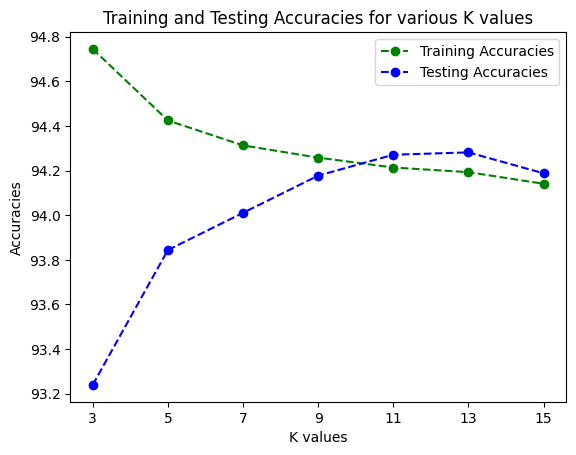 Training and Testing Accuracies for various K values
Training Accuracies
Testing Accuracies
Accuracies
94.8
94.6
94.4
94.2
94.0
93.8
93.6
93.4
93.2
3 5 7 9 11 13 15
K values